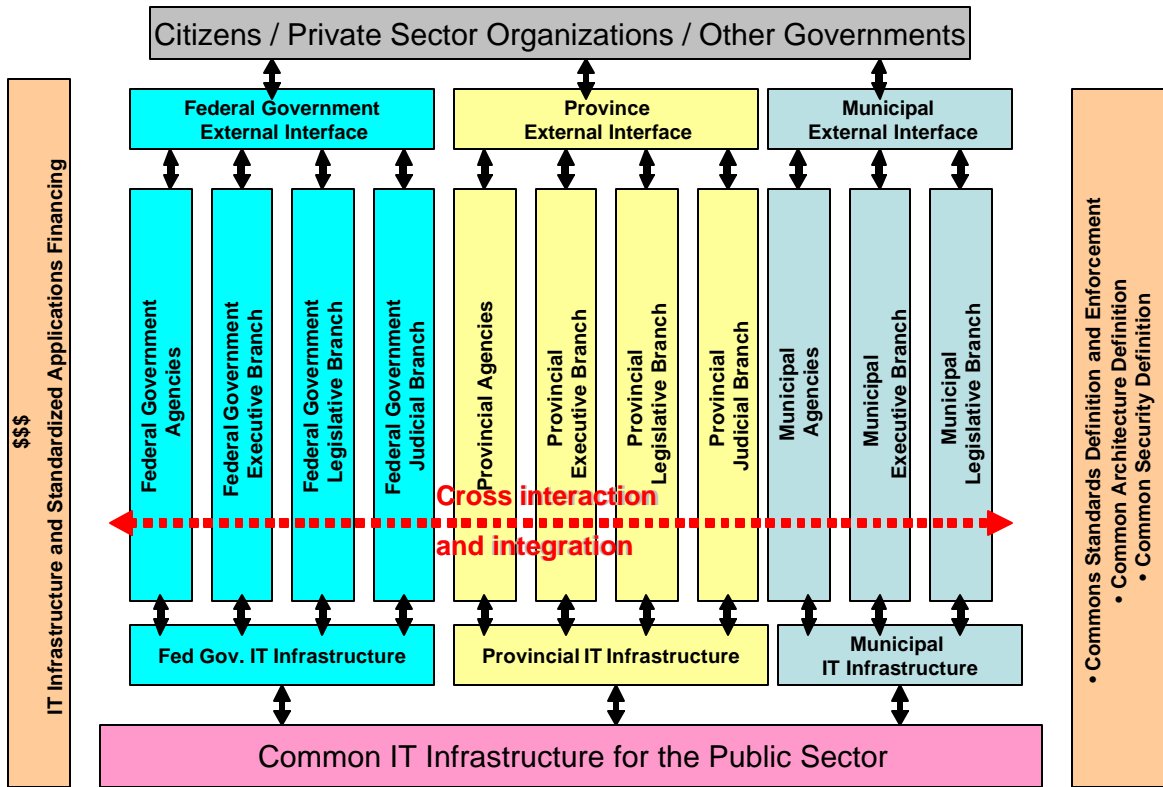 Citizens / Private Sector Organizations / Other Governments
Federal Government
External Interface
Province
External Interface
Municipal
External Interface
$$$
IT Infrastructure and Standardized Applications Financing
Federal Government
Agencies
Federal Government
Executive Branch
Federal Government
Legislative Branch
Federal Government
Judicial Branch
Provincial Agencies
Provincial
Executive Branch
Provincial
Legislative Branch
Provincial
Judicial Branch
Municipal
Agencies
Municipal
Executive Branch
Municipal
Legislative Branch
• Commons Standards Definition and Enforcement
• Common Architecture Definition
• Common Security Definition
Cross interaction
and integration
Fed Gov. IT Infrastructure
Provincial IT Infrastructure
Municipal
IT Infrastructure
Common IT Infrastructure for the Public Sector